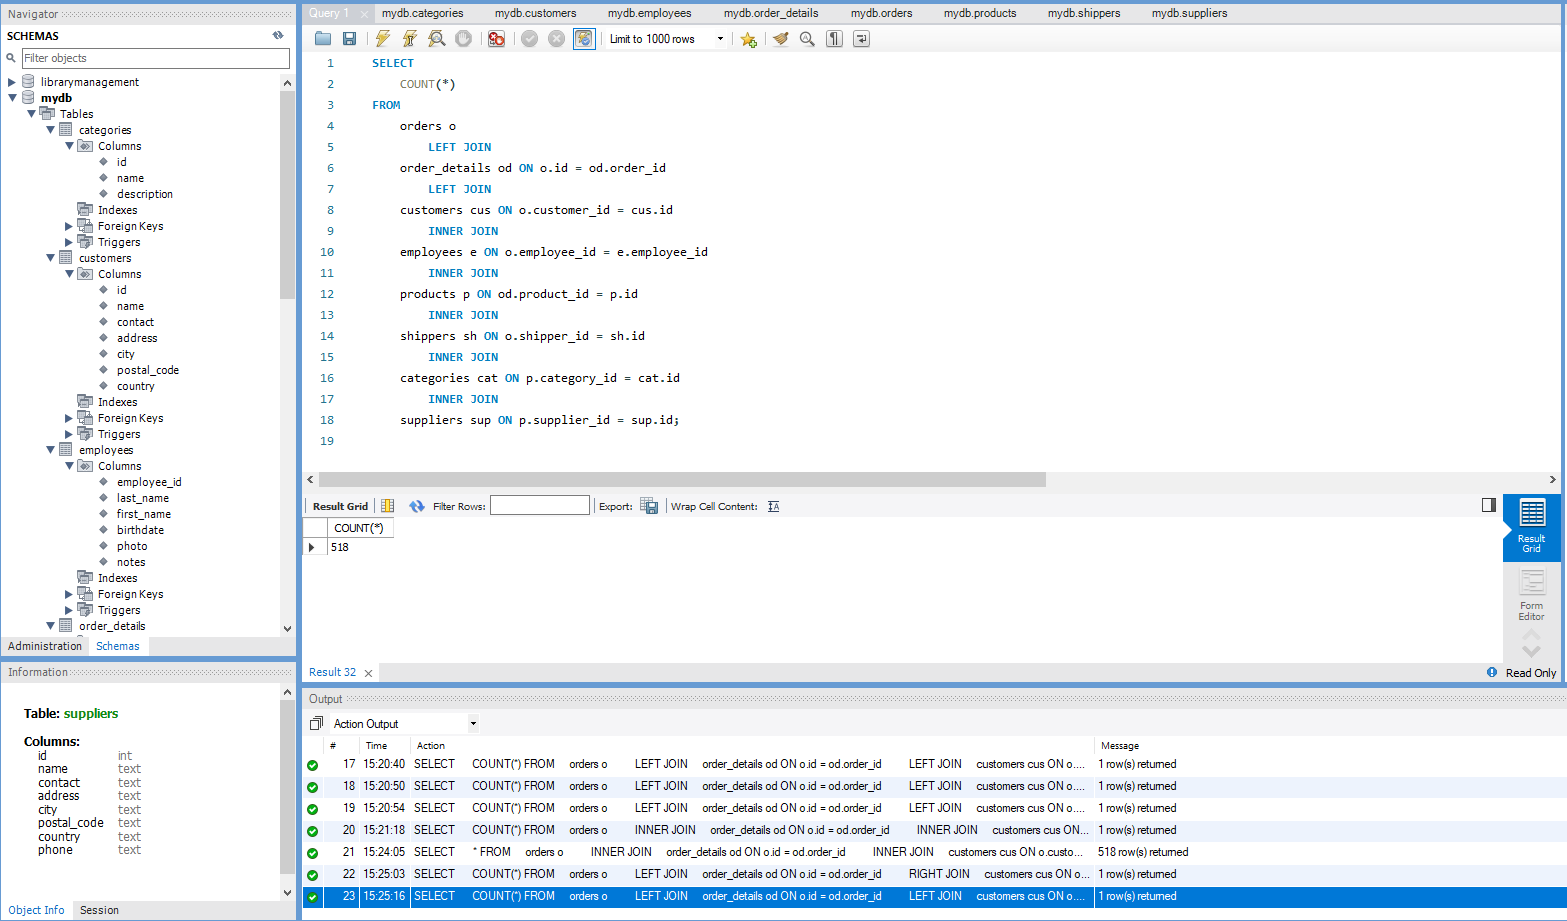 Navigator
SCHEMAS
Filter objects
librarymanagement
mydb
Tables
categories
Columns
id
name
description
Indexes
Foreign Keys
Triggers
customers
Columns
id
name
contact
address
city
postal_code
country
Indexes
Foreign Keys
Triggers
employees
Columns
employee_id
last_name
first_name
birthdate
photo
notes
Indexes
Foreign Keys
Triggers
order_details
Administration Schemas
Information
Table: suppliers
Columns:
id int
name text
contact text
address text
city text
postal_code text
country text
phone text
Object Info Session
Query 1 mydb.categories mydb.customers mydb.employees mydb.order_details mydb.orders mydb.products mydb.shippers mydb.suppliers
Limit to 1000 rows
1 SELECT
2 COUNT(*)
3 FROM
4 orders o
5 LEFT JOIN
6 order_details od ON o.id = od.order_id
7 LEFT JOIN
8 customers cus ON o.customer_id = cus.id
9 INNER JOIN
10 employees e ON o.employee_id = e.employee_id
11 INNER JOIN
12 products p ON od.product_id = p.id
13 INNER JOIN
14 shippers sh ON o.shipper_id = sh.id
15 INNER JOIN
16 categories cat ON p.category_id = cat.id
17 INNER JOIN
18 suppliers sup ON p.supplier_id = sup.id;
19
Result Grid Filter Rows: Export: Wrap Cell Content:
COUNT(*)
518
Result Grid
Form Editor
Result 32 Read Only
Output
Action Output
# Time Action Message
17 15:20:40 SELECT COUNT(*) FROM orders o LEFT JOIN order_details od ON o.id = od.order_id LEFT JOIN customers cus ON o.... 1 row(s) returned
18 15:20:50 SELECT COUNT(*) FROM orders o LEFT JOIN order_details od ON o.id = od.order_id LEFT JOIN customers cus ON o.... 1 row(s) returned
19 15:20:54 SELECT COUNT(*) FROM orders o LEFT JOIN order_details od ON o.id = od.order_id LEFT JOIN customers cus ON o.... 1 row(s) returned
20 15:21:18 SELECT COUNT(*) FROM orders o INNER JOIN order_details od ON o.id = od.order_id INNER JOIN customers cus ON... 1 row(s) returned
21 15:24:05 SELECT * FROM orders o INNER JOIN order_details od ON o.id = od.order_id INNER JOIN customers cus ON o.custo... 518 row(s) returned
22 15:25:03 SELECT COUNT(*) FROM orders o LEFT JOIN order_details od ON o.id = od.order_id RIGHT JOIN customers cus ON o... 1 row(s) returned
23 15:25:16 SELECT COUNT(*) FROM orders o LEFT JOIN order_details od ON o.id = od.order_id LEFT JOIN customers cus ON o.... 1 row(s) returned